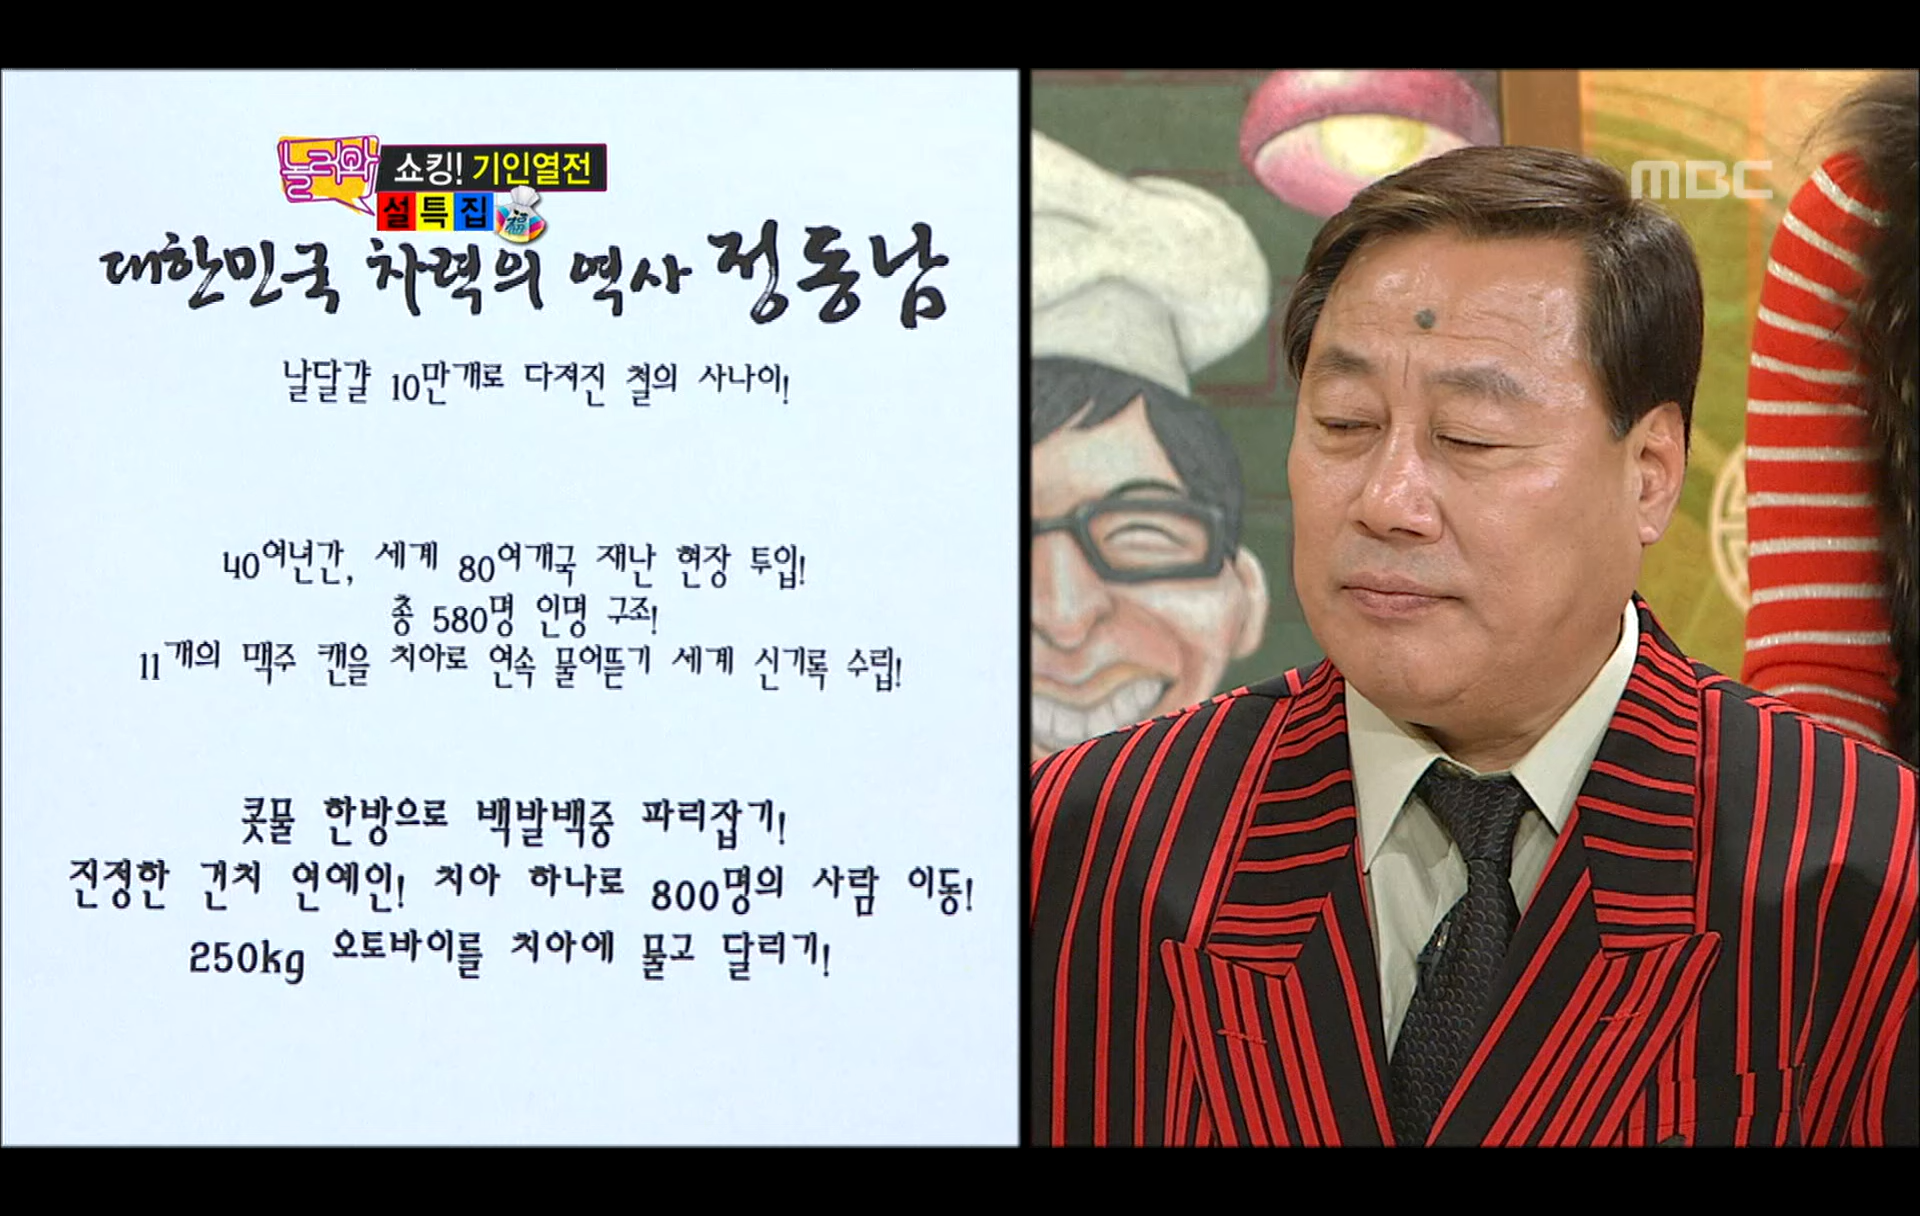 놀러와 쇼킹! 기인열전
설특집 福
MBC
대한민국 차력의 역사 정동남
날달걀 10만개로 다져진 철의 사나이!
40여년간, 세계 80여개국 재난 현장 투입!
총 580명 인명 구조!
11개의 맥주 캔을 치아로 연속 물어뜯기 세계 신기록 수립!
콧물 한방으로 백발백중 파리잡기!
진정한 건치 연예인! 치아 하나로 800명의 사람 이동!
250kg 오토바이를 치아에 물고 달리기!